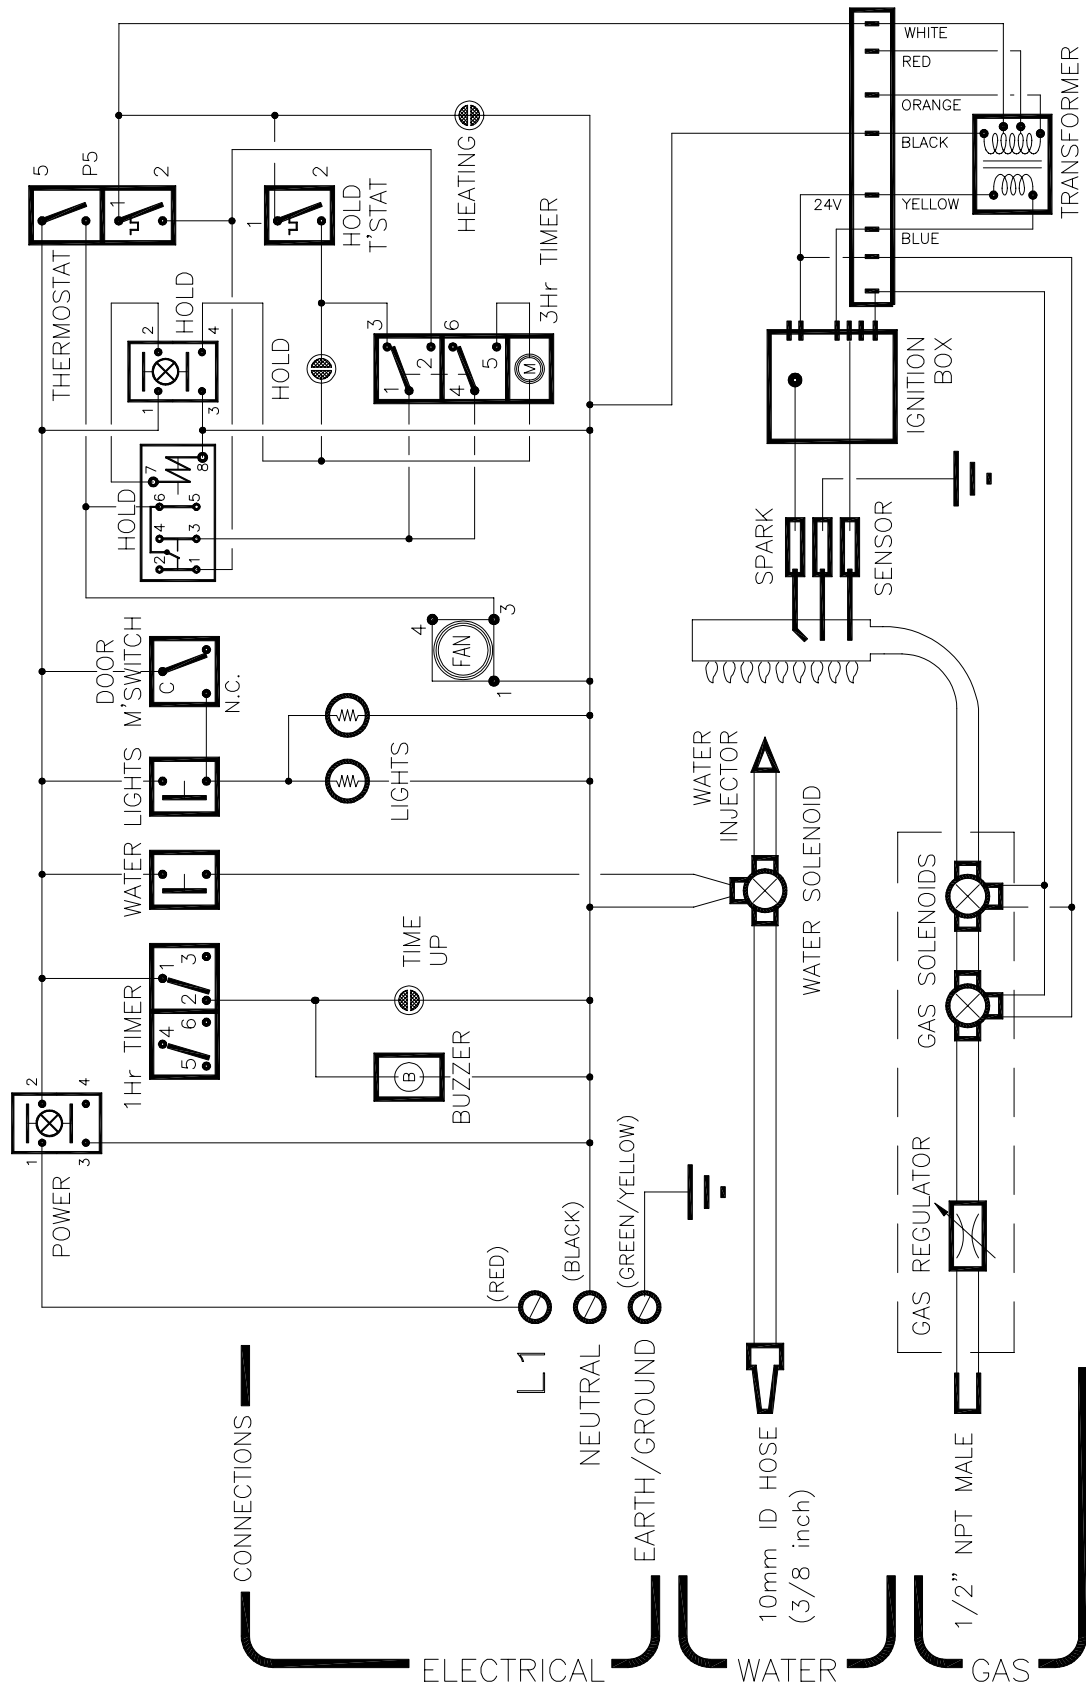 CONNECTIONS
ELECTRICAL
WATER
GAS
L1
NEUTRAL
EARTH/GROUND
(RED)
(BLACK)
(GREEN/YELLOW)
10mm ID HOSE
(3/8 inch)
1/2" NPT MALE
POWER
1
2
3
4
1Hr TIMER
1
2
3
4
5
6
BUZZER
B
TIME
UP
WATER
LIGHTS
LIGHTS
DOOR
M'SWITCH
C
N.C.
FAN
1
3
4
HOLD
1
2
3
4
5
6
7
8
HOLD
1
2
3
4
THERMOSTAT
5
P5
1
2
HOLD
HOLD
T'STAT
1
2
HEATING
3Hr TIMER
1
2
3
4
5
6
M
WHITE
RED
ORANGE
BLACK
24V
YELLOW
BLUE
TRANSFORMER
IGNITION
BOX
SPARK
SENSOR
WATER
INJECTOR
WATER SOLENOID
GAS SOLENOIDS
GAS REGULATOR